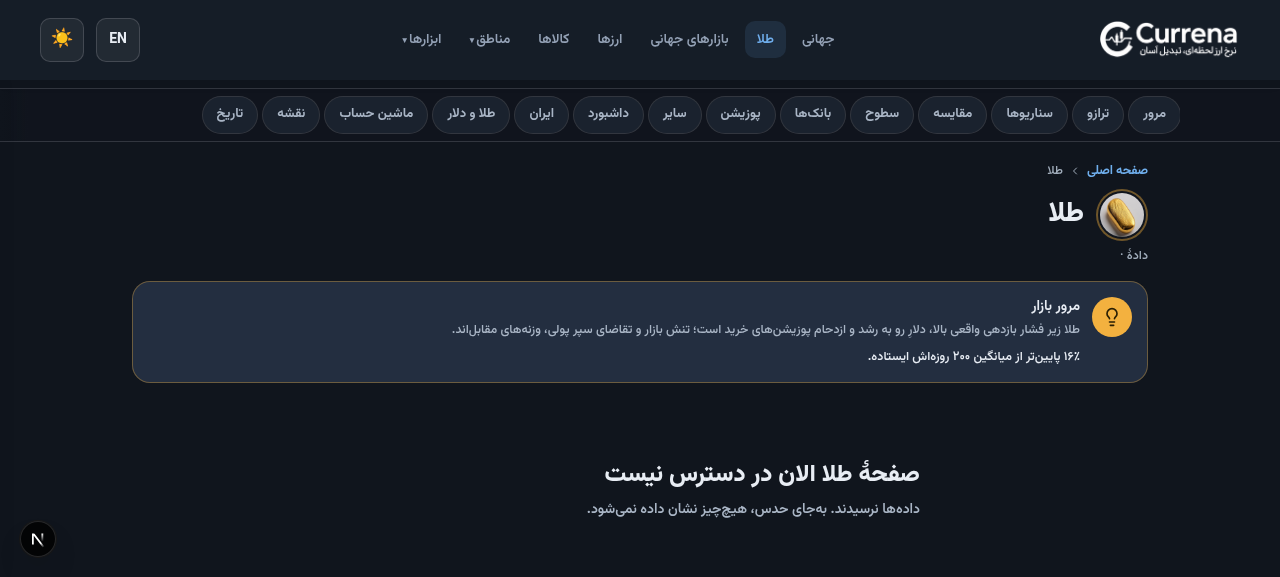 Currena
نرخ ارز لحظه‌ای، تبدیل آسان
جهانی
طلا
بازارهای جهانی
ارزها
کالاها
مناطق ▾
ابزارها ▾
EN
مرور
ترازو
سناریوها
مقایسه
سطوح
بانک‌ها
پوزیشن
سایر
داشبورد
ایران
طلا و دلار
ماشین حساب
نقشه
تاریخ
صفحه اصلی › طلا
طلا
دادهٔ ·
مرور بازار
طلا زیر فشار بازدهی واقعی بالا، دلارِ رو به رشد و ازدحام پوزیشن‌های خرید است؛ تنش بازار و تقاضای سپر پولی، وزنه‌های مقابل‌اند.
۱۶٪ پایین‌تر از میانگین ۲۰۰ روزه‌اش ایستاده.
صفحهٔ طلا الان در دسترس نیست
داده‌ها نرسیدند. به‌جای حدس، هیچ‌چیز نشان داده نمی‌شود.
N